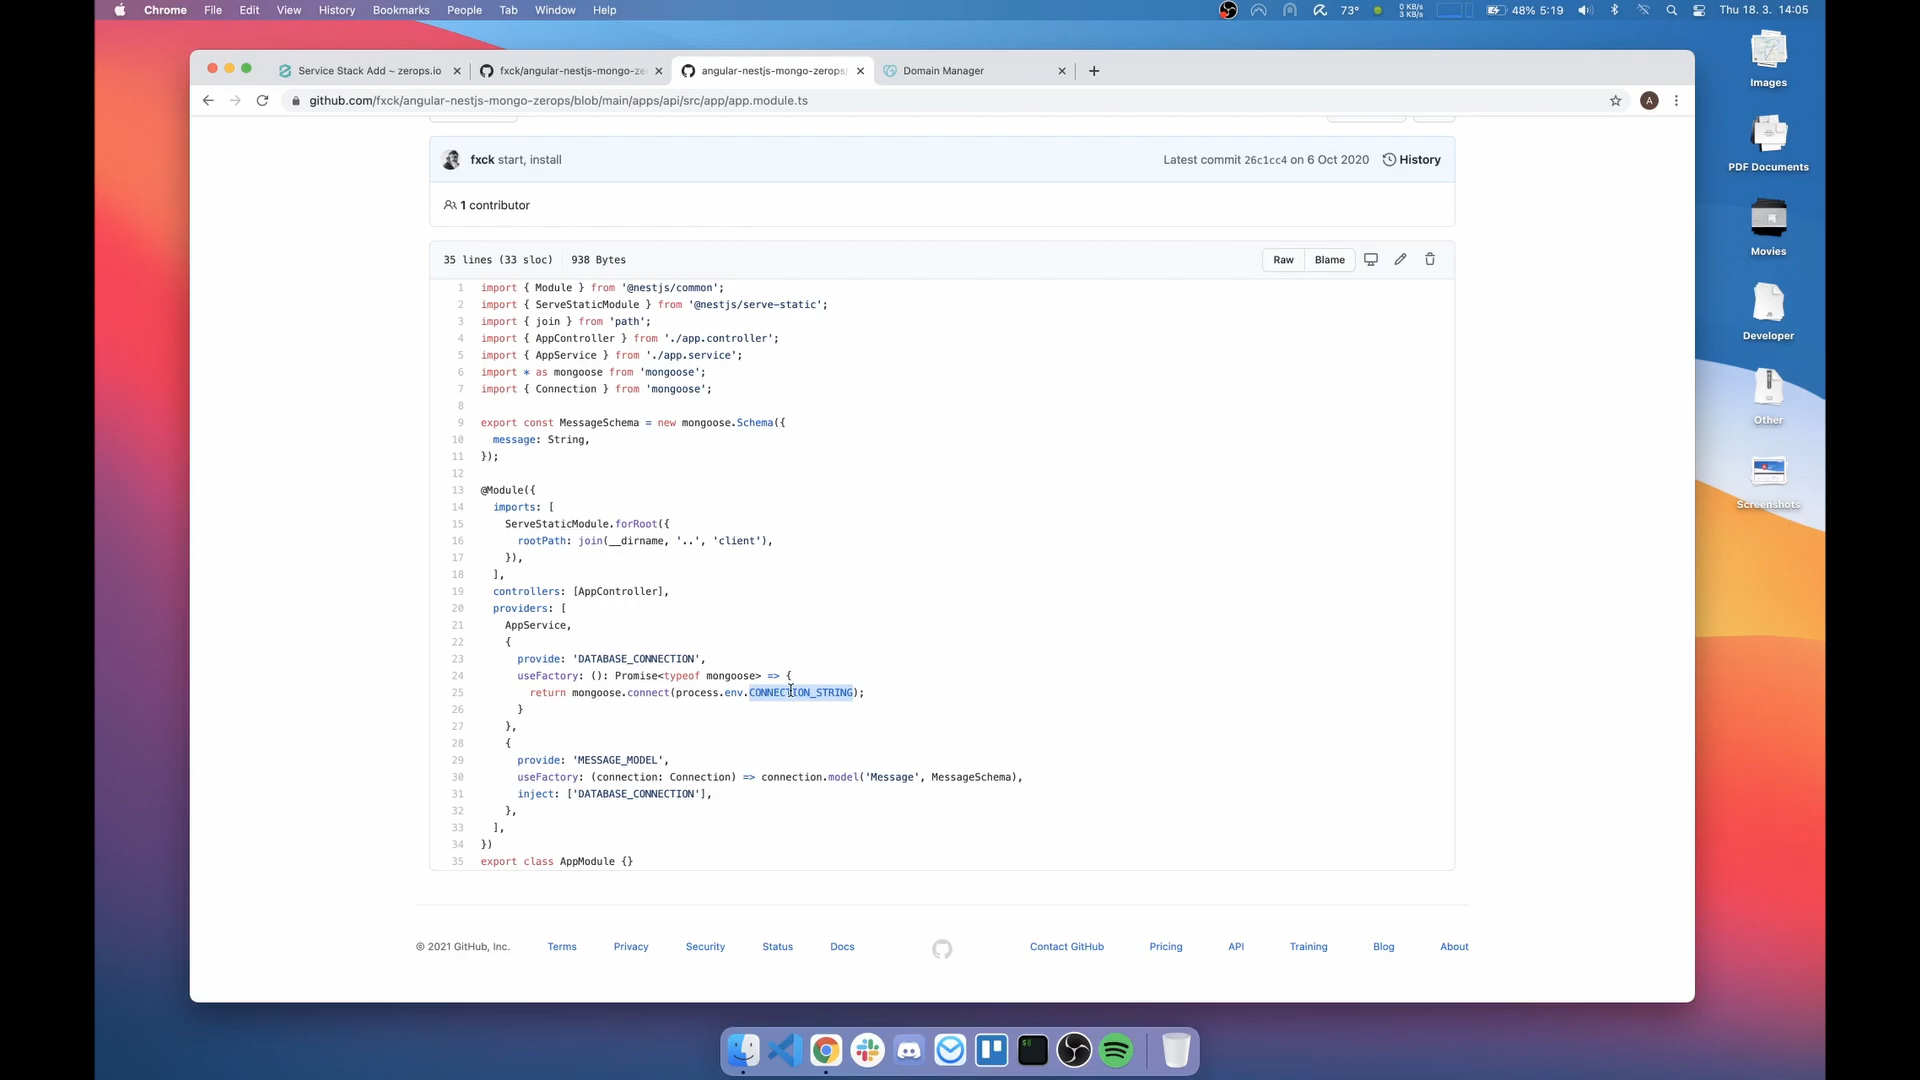 Chrome File Edit View History Bookmarks People Tab Window Help
73° 0 KB/s 3 KB/s 48% 5:19 Thu 18. 3. 14:05
Service Stack Add ~ zerops.io
fxck/angular-nestjs-mongo-ze
angular-nestjs-mongo-zerops/
Domain Manager
github.com/fxck/angular-nestjs-mongo-zerops/blob/main/apps/api/src/app/app.module.ts
A
fxck start, install
Latest commit 26c1cc4 on 6 Oct 2020 History
1 contributor
35 lines (33 sloc) 938 Bytes
Raw Blame
1 import { Module } from '@nestjs/common';
2 import { ServeStaticModule } from '@nestjs/serve-static';
3 import { join } from 'path';
4 import { AppController } from './app.controller';
5 import { AppService } from './app.service';
6 import * as mongoose from 'mongoose';
7 import { Connection } from 'mongoose';
8
9 export const MessageSchema = new mongoose.Schema({
10 message: String,
11 });
12
13 @Module({
14 imports: [
15 ServeStaticModule.forRoot({
16 rootPath: join(__dirname, '..', 'client'),
17 }),
18 ],
19 controllers: [AppController],
20 providers: [
21 AppService,
22 {
23 provide: 'DATABASE_CONNECTION',
24 useFactory: (): Promise<typeof mongoose> => {
25 return mongoose.connect(process.env.CONNECTION_STRING);
26 }
27 },
28 {
29 provide: 'MESSAGE_MODEL',
30 useFactory: (connection: Connection) => connection.model('Message', MessageSchema),
31 inject: ['DATABASE_CONNECTION'],
32 },
33 ],
34 })
35 export class AppModule {}
© 2021 GitHub, Inc. Terms Privacy Security Status Docs Contact GitHub Pricing API Training Blog About
Images
PDF Documents
Movies
Developer
Other
Screenshots